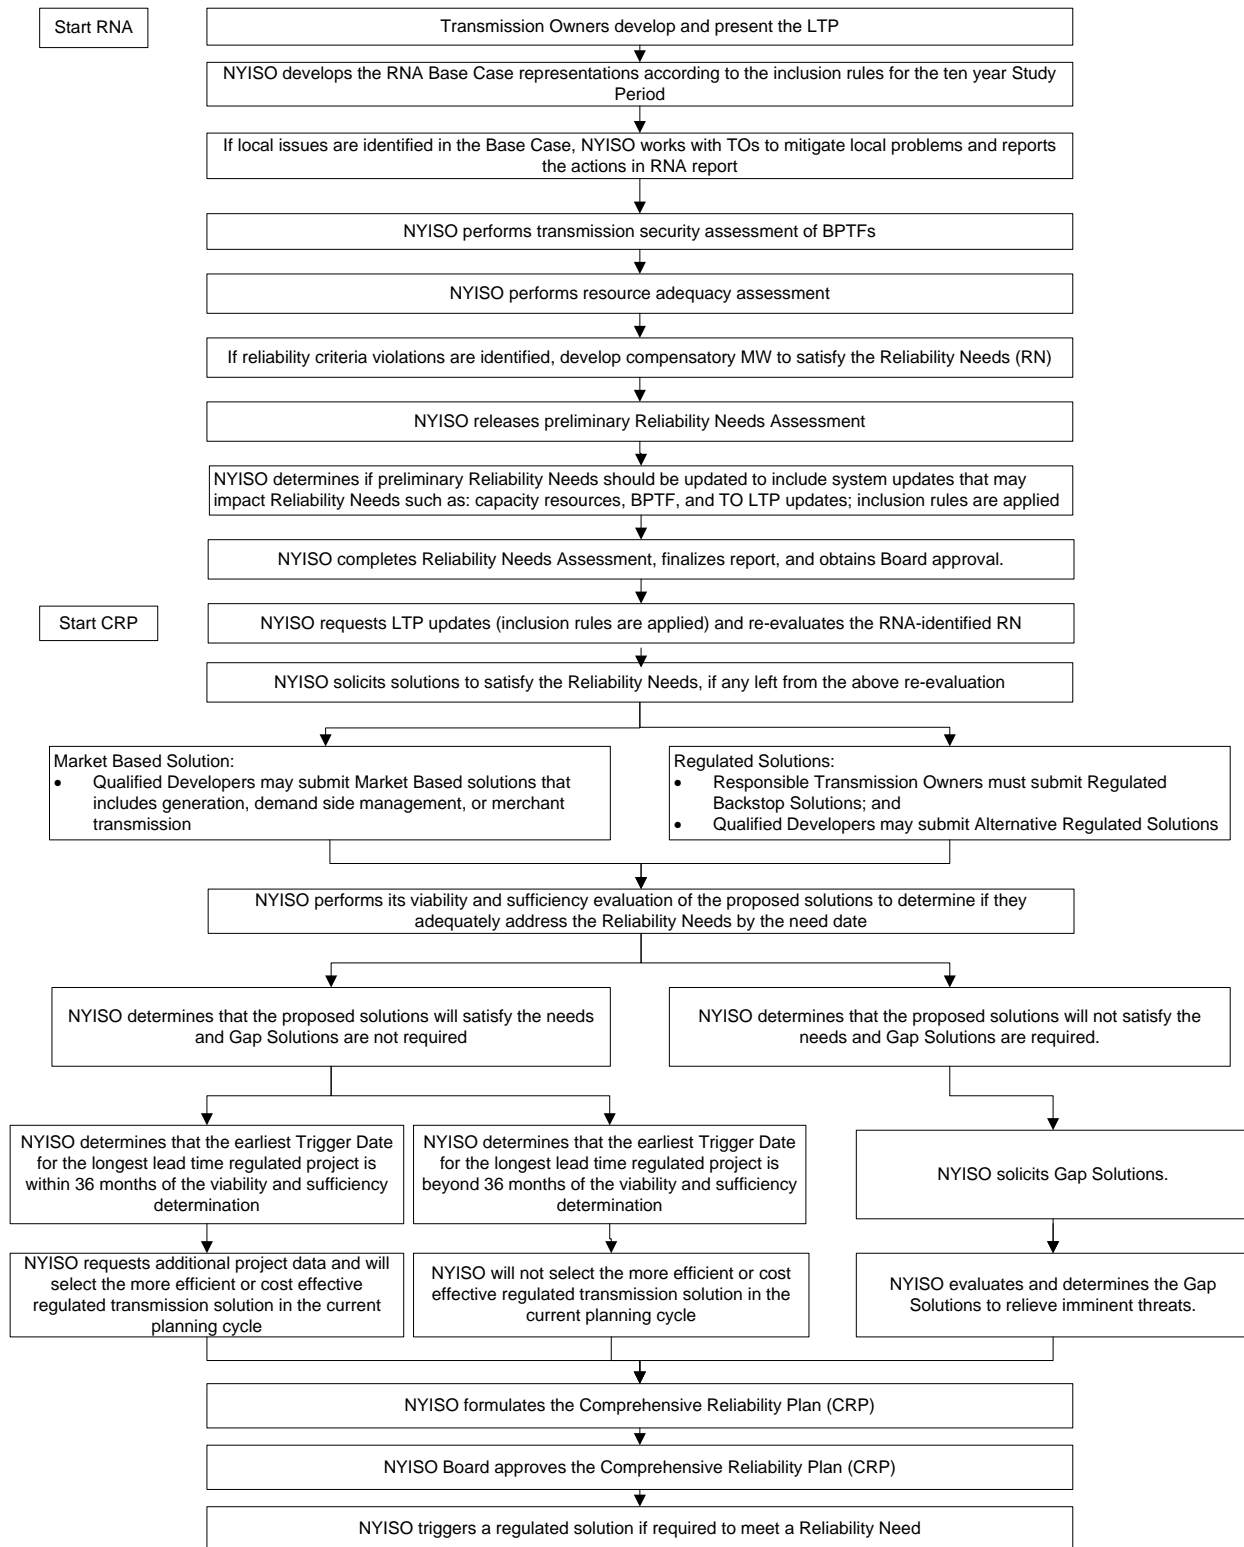 Start RNA
Transmission Owners develop and present the LTP
NYISO develops the RNA Base Case representations according to the inclusion rules for the ten year Study
Period
If local issues are identified in the Base Case, NYISO works with TOs to mitigate local problems and reports
the actions in RNA report
NYISO performs transmission security assessment of BPTFs
NYISO performs resource adequacy assessment
If reliability criteria violations are identified, develop compensatory MW to satisfy the Reliability Needs (RN)
NYISO releases preliminary Reliability Needs Assessment
NYISO determines if preliminary Reliability Needs should be updated to include system updates that may
impact Reliability Needs such as: capacity resources, BPTF, and TO LTP updates; inclusion rules are applied
NYISO completes Reliability Needs Assessment, finalizes report, and obtains Board approval.
Start CRP
NYISO requests LTP updates (inclusion rules are applied) and re-evaluates the RNA-identified RN
NYISO solicits solutions to satisfy the Reliability Needs, if any left from the above re-evaluation
Market Based Solution:
• Qualified Developers may submit Market Based solutions that
includes generation, demand side management, or merchant
transmission
Regulated Solutions:
• Responsible Transmission Owners must submit Regulated
Backstop Solutions; and
• Qualified Developers may submit Alternative Regulated Solutions
NYISO performs its viability and sufficiency evaluation of the proposed solutions to determine if they
adequately address the Reliability Needs by the need date
NYISO determines that the proposed solutions will satisfy the needs
and Gap Solutions are not required
NYISO determines that the proposed solutions will not satisfy the
needs and Gap Solutions are required.
NYISO determines that the earliest Trigger Date
for the longest lead time regulated project is
within 36 months of the viability and sufficiency
determination
NYISO determines that the earliest Trigger Date
for the longest lead time regulated project is
beyond 36 months of the viability and sufficiency
determination
NYISO solicits Gap Solutions.
NYISO requests additional project data and will
select the more efficient or cost effective
regulated transmission solution in the current
planning cycle
NYISO will not select the more efficient or cost
effective regulated transmission solution in the
current planning cycle
NYISO evaluates and determines the Gap
Solutions to relieve imminent threats.
NYISO formulates the Comprehensive Reliability Plan (CRP)
NYISO Board approves the Comprehensive Reliability Plan (CRP)
NYISO triggers a regulated solution if required to meet a Reliability Need